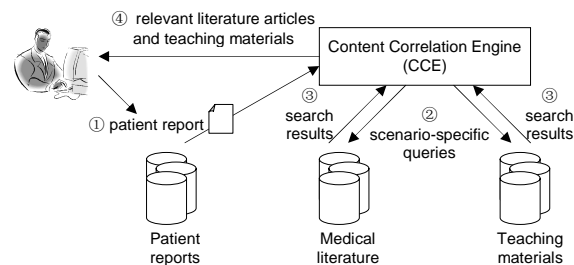 ④ relevant literature articles
and teaching materials
Content Correlation Engine
(CCE)
① patient report
③
search
results
②
scenario-specific
queries
③
search
results
Patient
reports
Medical
literature
Teaching
materials